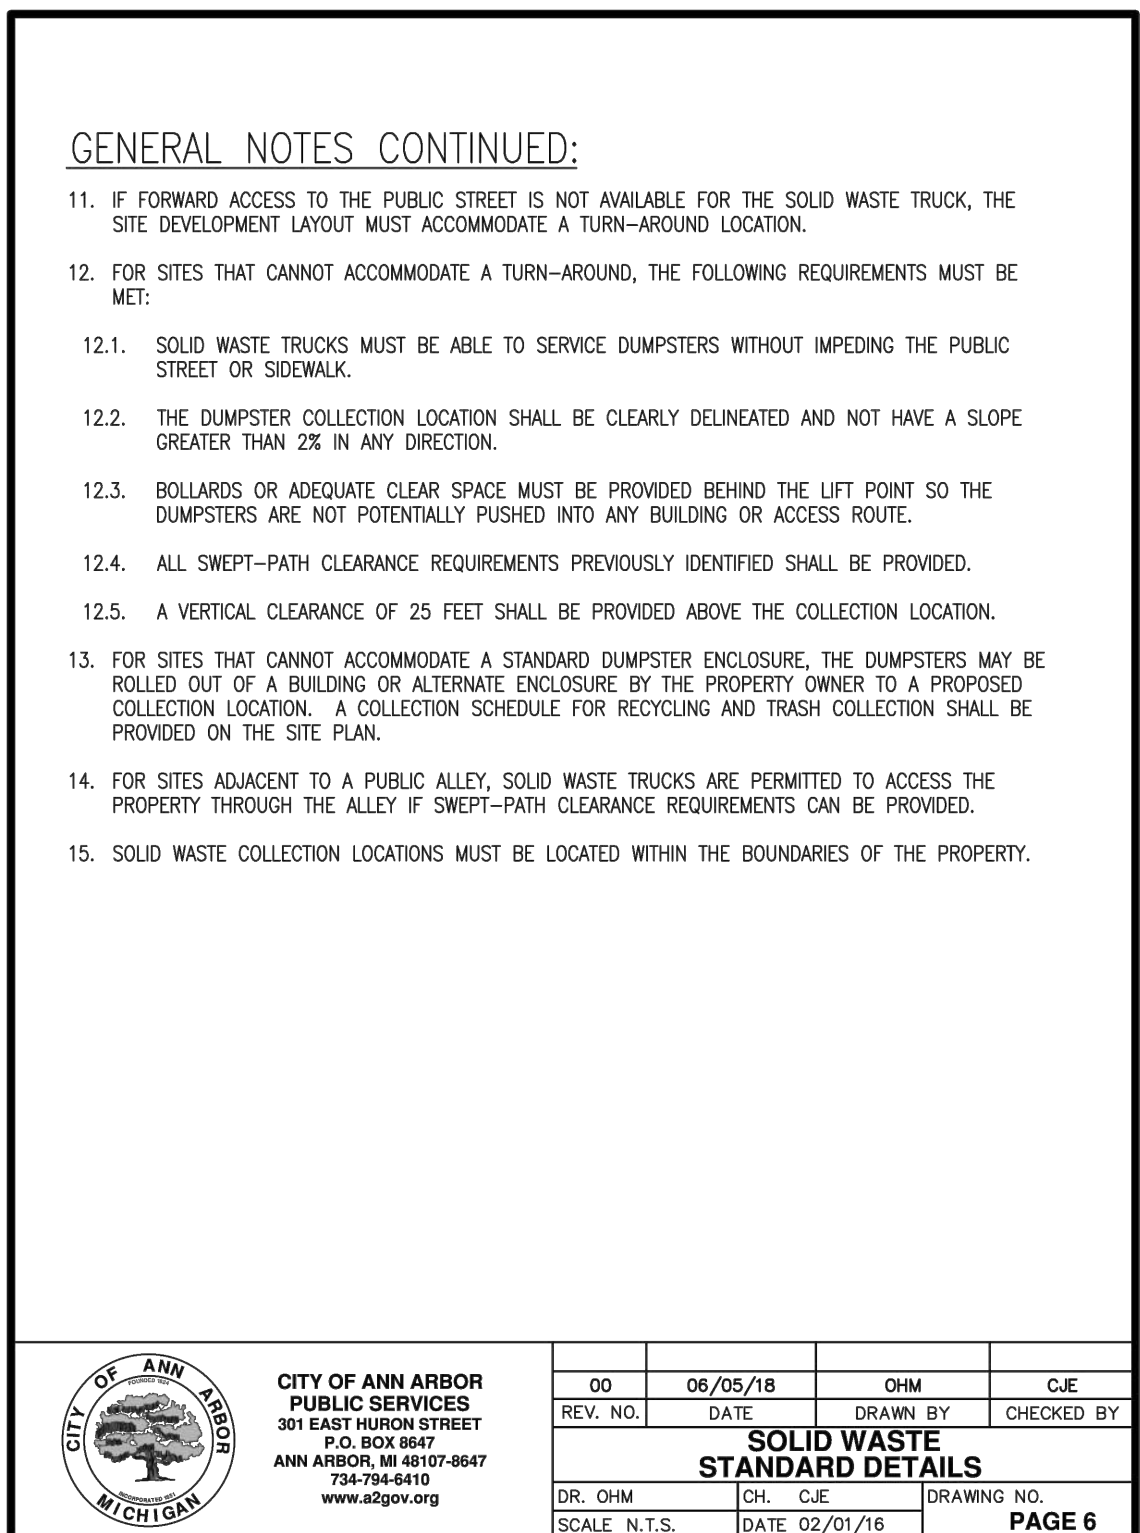 GENERAL NOTES CONTINUED:
11. IF FORWARD ACCESS TO THE PUBLIC STREET IS NOT AVAILABLE FOR THE SOLID WASTE TRUCK, THE
SITE DEVELOPMENT LAYOUT MUST ACCOMMODATE A TURN-AROUND LOCATION.
12. FOR SITES THAT CANNOT ACCOMMODATE A TURN-AROUND, THE FOLLOWING REQUIREMENTS MUST BE
MET:
12.1. SOLID WASTE TRUCKS MUST BE ABLE TO SERVICE DUMPSTERS WITHOUT IMPEDING THE PUBLIC
STREET OR SIDEWALK.
12.2. THE DUMPSTER COLLECTION LOCATION SHALL BE CLEARLY DELINEATED AND NOT HAVE A SLOPE
GREATER THAN 2% IN ANY DIRECTION.
12.3. BOLLARDS OR ADEQUATE CLEAR SPACE MUST BE PROVIDED BEHIND THE LIFT POINT SO THE
DUMPSTERS ARE NOT POTENTIALLY PUSHED INTO ANY BUILDING OR ACCESS ROUTE.
12.4. ALL SWEPT-PATH CLEARANCE REQUIREMENTS PREVIOUSLY IDENTIFIED SHALL BE PROVIDED.
12.5. A VERTICAL CLEARANCE OF 25 FEET SHALL BE PROVIDED ABOVE THE COLLECTION LOCATION.
13. FOR SITES THAT CANNOT ACCOMMODATE A STANDARD DUMPSTER ENCLOSURE, THE DUMPSTERS MAY BE
ROLLED OUT OF A BUILDING OR ALTERNATE ENCLOSURE BY THE PROPERTY OWNER TO A PROPOSED
COLLECTION LOCATION. A COLLECTION SCHEDULE FOR RECYCLING AND TRASH COLLECTION SHALL BE
PROVIDED ON THE SITE PLAN.
14. FOR SITES ADJACENT TO A PUBLIC ALLEY, SOLID WASTE TRUCKS ARE PERMITTED TO ACCESS THE
PROPERTY THROUGH THE ALLEY IF SWEPT-PATH CLEARANCE REQUIREMENTS CAN BE PROVIDED.
15. SOLID WASTE COLLECTION LOCATIONS MUST BE LOCATED WITHIN THE BOUNDARIES OF THE PROPERTY.
CITY OF ANN ARBOR
FOUNDED 1824
INCORPORATED 1851
MICHIGAN
CITY OF ANN ARBOR
PUBLIC SERVICES
301 EAST HURON STREET
P.O. BOX 8647
ANN ARBOR, MI 48107-8647
734-794-6410
www.a2gov.org
00 06/05/18 OHM CJE
REV. NO. DATE DRAWN BY CHECKED BY
SOLID WASTE
STANDARD DETAILS
DR. OHM CH. CJE DRAWING NO.
SCALE N.T.S. DATE 02/01/16 PAGE 6